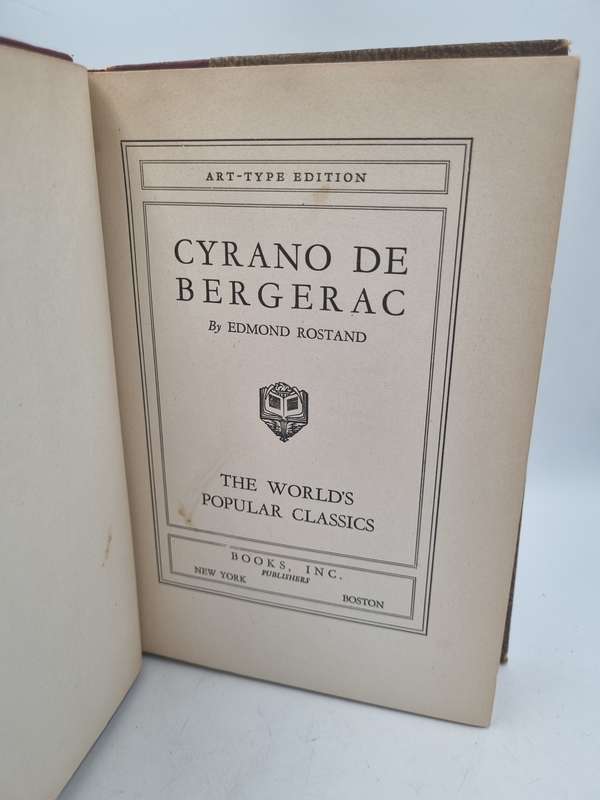 ART-TYPE EDITION
CYRANO DE
BERGERAC
By EDMOND ROSTAND
THE WORLD'S
POPULAR CLASSICS
BOOKS, INC.
PUBLISHERS
NEW YORK BOSTON